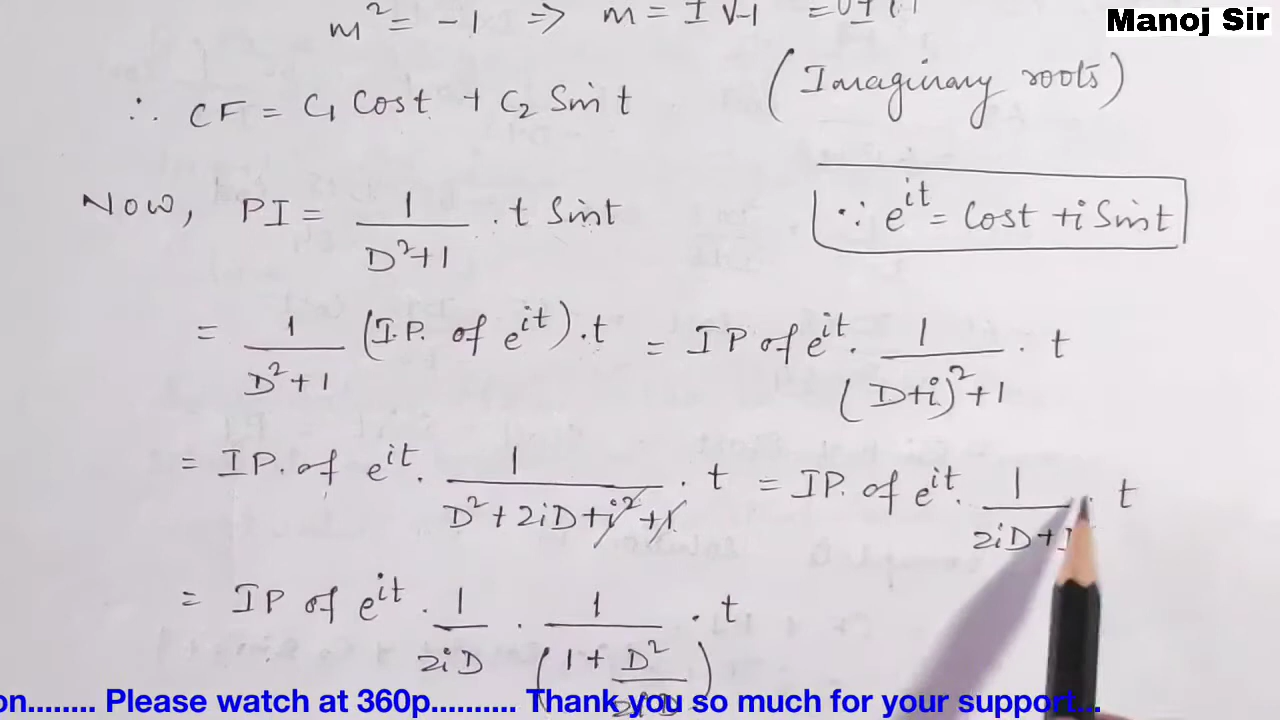 Manoj Sir
m² = -1 ⇒ m = ± √-1
(Imaginary roots)
∴ CF = C₁ Cost + C₂ Sint
Now, PI = 1/(D²+1) · t Sint
∵ e^{it} = Cost + i Sint
= 1/(D²+1) (I.P. of e^{it}) · t = IP of e^{it} · 1/((D+i)²+1) · t
= IP. of e^{it} · 1/(D² + 2iD + i² + 1) · t = IP. of e^{it} · 1/(2iD+ · t
= IP of e^{it} · 1/(2iD) · 1/(1 + D²/ ) · t
on........ Please watch at 360p.......... Thank you so much for your support...